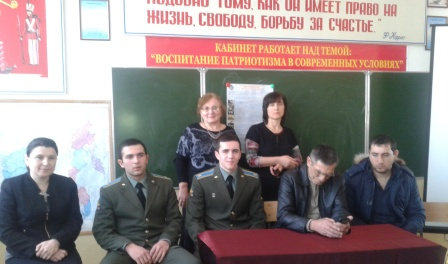 ПОДОБНО ТОМУ, КАК ОН ИМЕЕТ ПРАВО НА
ЖИЗНЬ, СВОБОДУ, БОРЬБУ ЗА СЧАСТЬЕ."
КАБИНЕТ РАБОТАЕТ НАД ТЕМОЙ:
"ВОСПИТАНИЕ ПАТРИОТИЗМА В СОВРЕМЕННЫХ УСЛОВИЯХ"